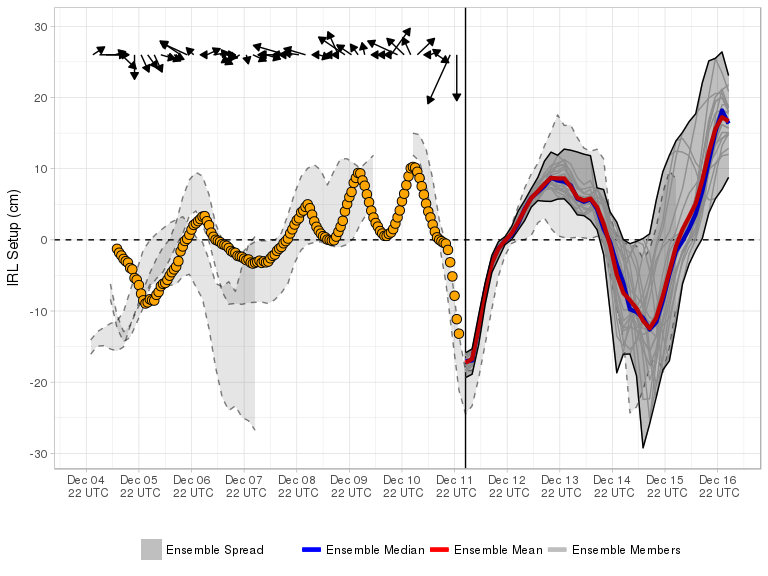 IRL Setup (cm)
30
20
10
0
-10
-20
-30
Dec 04 Dec 05 Dec 06 Dec 07 Dec 08 Dec 09 Dec 10 Dec 11 Dec 12 Dec 13 Dec 14 Dec 15 Dec 16
22 UTC 22 UTC 22 UTC 22 UTC 22 UTC 22 UTC 22 UTC 22 UTC 22 UTC 22 UTC 22 UTC 22 UTC 22 UTC
Ensemble Spread Ensemble Median Ensemble Mean Ensemble Members